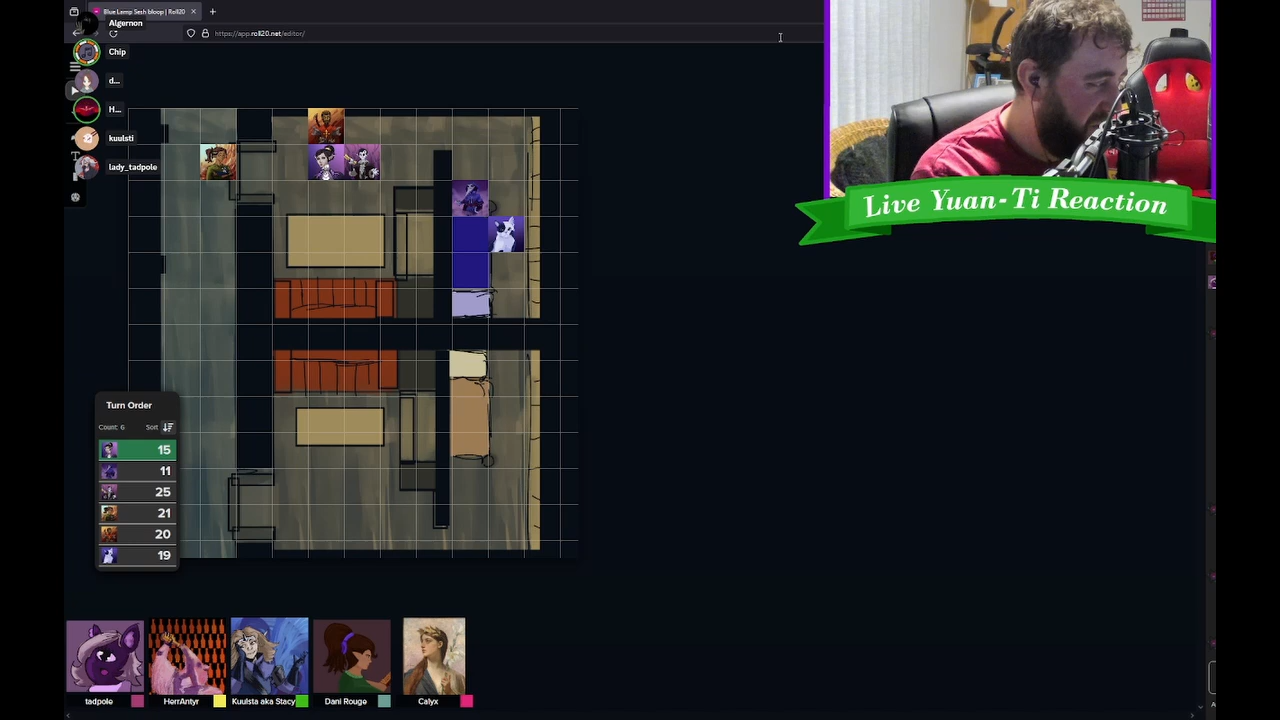 Blue Lamp Sesh bloop | Roll20
https://app.roll20.net/editor/
Algernon
Chip
d...
H...
kuulsti
lady_tadpole
Live Yuan-Ti Reaction
Turn Order
Count: 6 Sort
15
11
25
21
20
19
tadpole
HerrAntyr
Kuulsta aka Stacy
Dani Rouge
Calyx